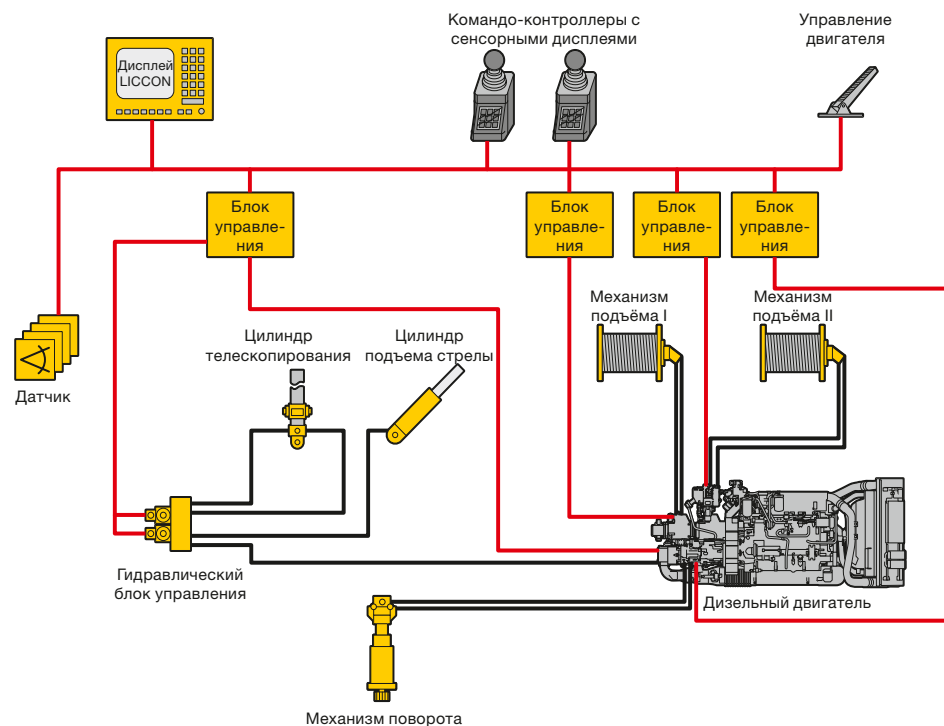 Командо-контроллеры с
сенсорными дисплеями
Управление
двигателя
Дисплей
LICCON
Блок
управле-
ния
Блок
управле-
ния
Блок
управле-
ния
Блок
управле-
ния
Механизм
подъёма I
Механизм
подъёма II
Цилиндр
телескопирования
Цилиндр
подъема стрелы
Датчик
Гидравлический
блок управления
Дизельный двигатель
Механизм поворота